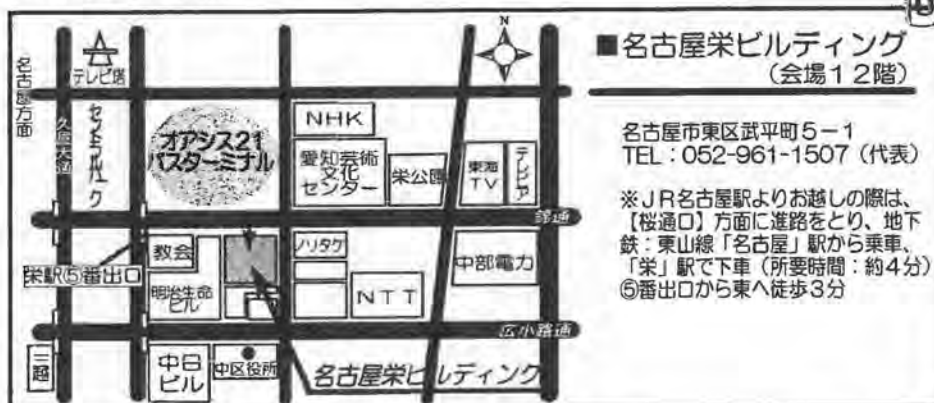 N
名古屋方面
テレビ塔
久屋大通
セントラルパーク
オアシス21
バスターミナル
NHK
愛知芸術
文化
センター
栄公園
東海
TV
テレピア
錦通
栄駅⑤番出口
教会
明治生命
ビル
ノリタケ
NTT
中部電力
広小路通
三越
中日
ビル
中区役所
名古屋栄ビルディング
■名古屋栄ビルディング
(会場12階)
名古屋市東区武平町5-1
TEL:052-961-1507(代表)
※JR名古屋駅よりお越しの際は、
【桜通口】方面に進路をとり、地下
鉄:東山線「名古屋」駅から乗車、
「栄」駅で下車(所要時間:約4分)
⑤番出口から東へ徒歩3分